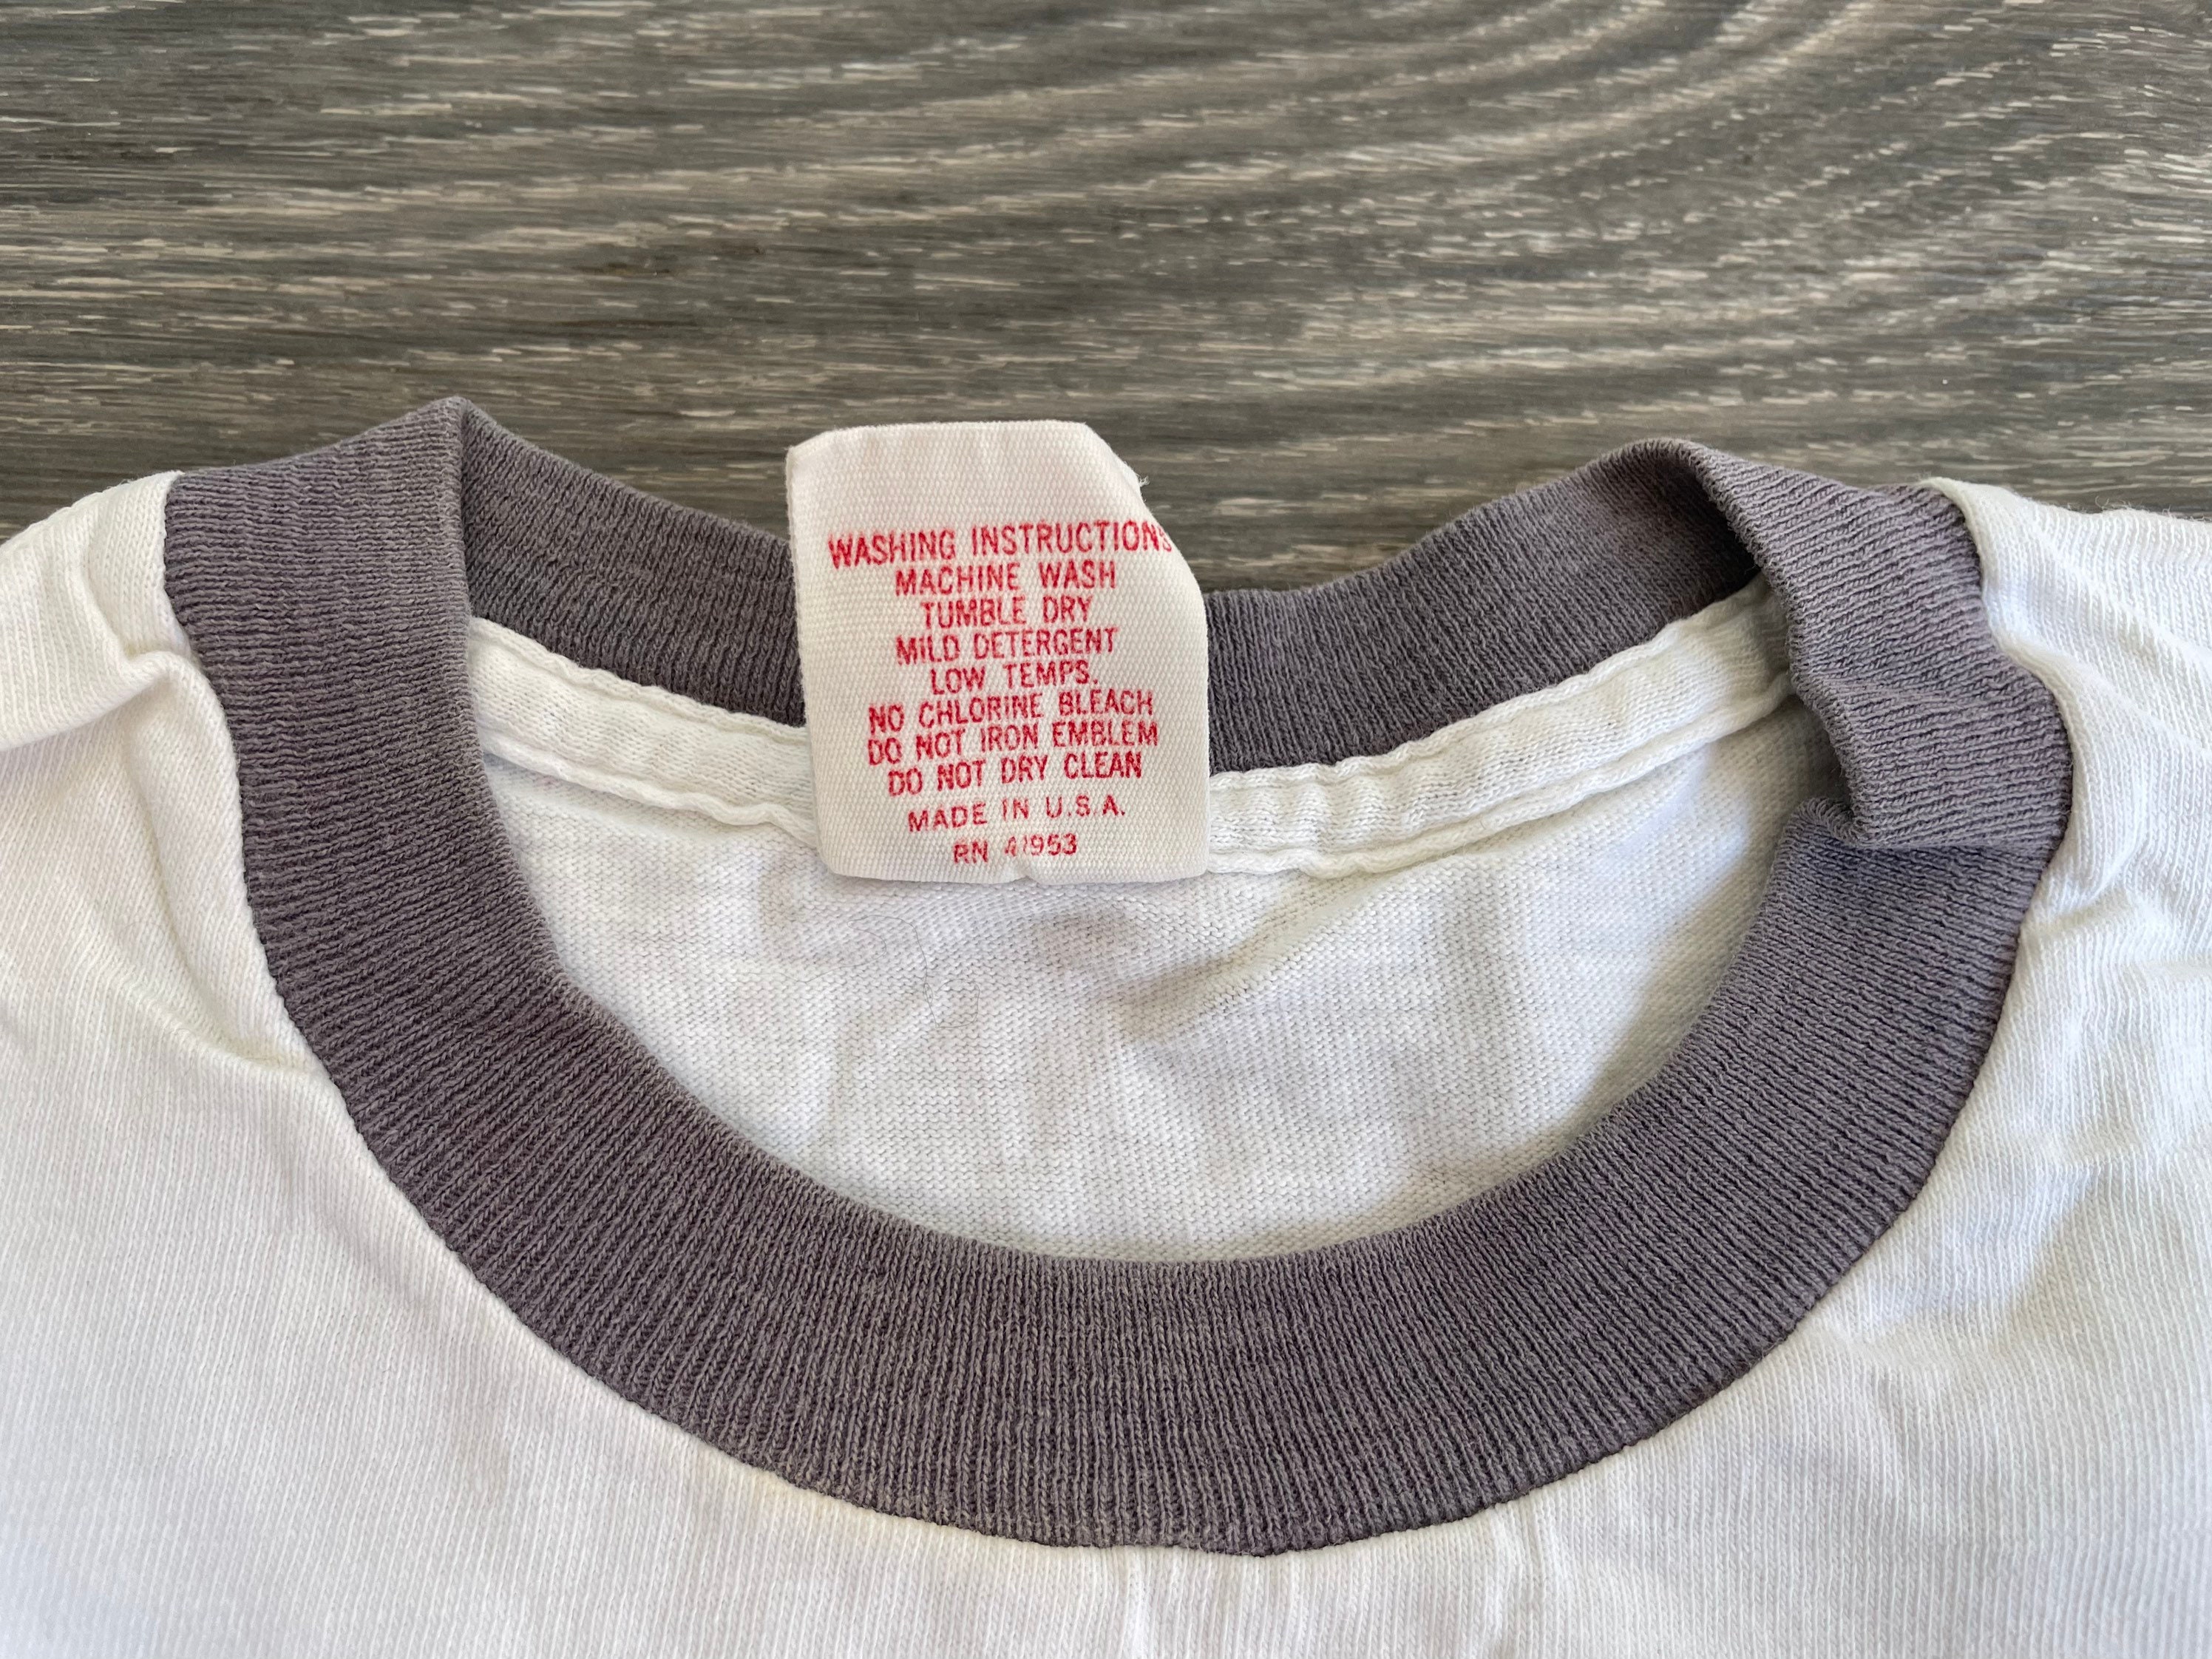 WASHING INSTRUCTIONS
MACHINE WASH
TUMBLE DRY
MILD DETERGENT
LOW TEMPS.
NO CHLORINE BLEACH
DO NOT IRON EMBLEM
DO NOT DRY CLEAN
MADE IN U.S.A.
RN 41953